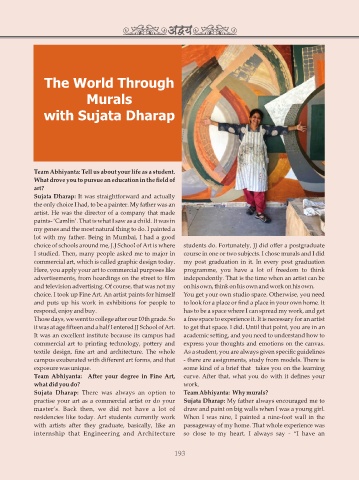 अद्वय
The World Through
Murals
with Sujata Dharap
Team Abhiyanta: Tell us about your life as a student.
What drove you to pursue an education in the field of
art?
Sujata Dharap: It was straightforward and actually
the only choice I had, to be a painter. My father was an
artist. He was the director of a company that made
paints– 'Camlin'. That is what I saw as a child. It was in
my genes and the most natural thing to do. I painted a
lot with my father. Being in Mumbai, I had a good
choice of schools around me, J J School of Art is where
I studied. Then, many people asked me to major in
commercial art, which is called graphic design today.
Here, you apply your art to commercial purposes like
advertisements, from hoardings on the street to film
and television advertising. Of course, that was not my
choice. I took up Fine Art. An artist paints for himself
and puts up his work in exhibitions for people to
respond, enjoy and buy.
Those days, we went to college after our 10th grade. So
it was at age fifteen and a half I entered JJ School of Art.
It was an excellent institute because its campus had
commercial art to printing technology, pottery and
textile design, fine art and architecture. The whole
campus exuberated with different art forms, and that
exposure was unique.
Team Abhiyanta: After your degree in Fine Art,
what did you do?
Sujata Dharap: There was always an option to
practise your art as a commercial artist or do your
master's. Back then, we did not have a lot of
residencies like today. Art students currently work
with artists after they graduate, basically, like an
internship that Engineering and Architecture
students do. Fortunately, JJ did offer a postgraduate
course in one or two subjects. I chose murals and I did
my post graduation in it. In every post graduation
programme, you have a lot of freedom to think
independently. That is the time when an artist can be
on his own, think on his own and work on his own.
You get your own studio space. Otherwise, you need
to look for a place or find a place in your own home. It
has to be a space where I can spread my work, and get
a free space to experience it. It is necessary for an artist
to get that space. I did. Until that point, you are in an
academic setting, and you need to understand how to
express your thoughts and emotions on the canvas.
As a student, you are always given specific guidelines
- there are assignments, study from models. There is
some kind of a brief that takes you on the learning
curve. After that, what you do with it defines your
work.
Team Abhiyanta: Why murals?
Sujata Dharap: My father always encouraged me to
draw and paint on big walls when I was a young girl.
When I was nine, I painted a nine-foot wall in the
passageway of my home. That whole experience was
so close to my heart. I always say - "I have an
193